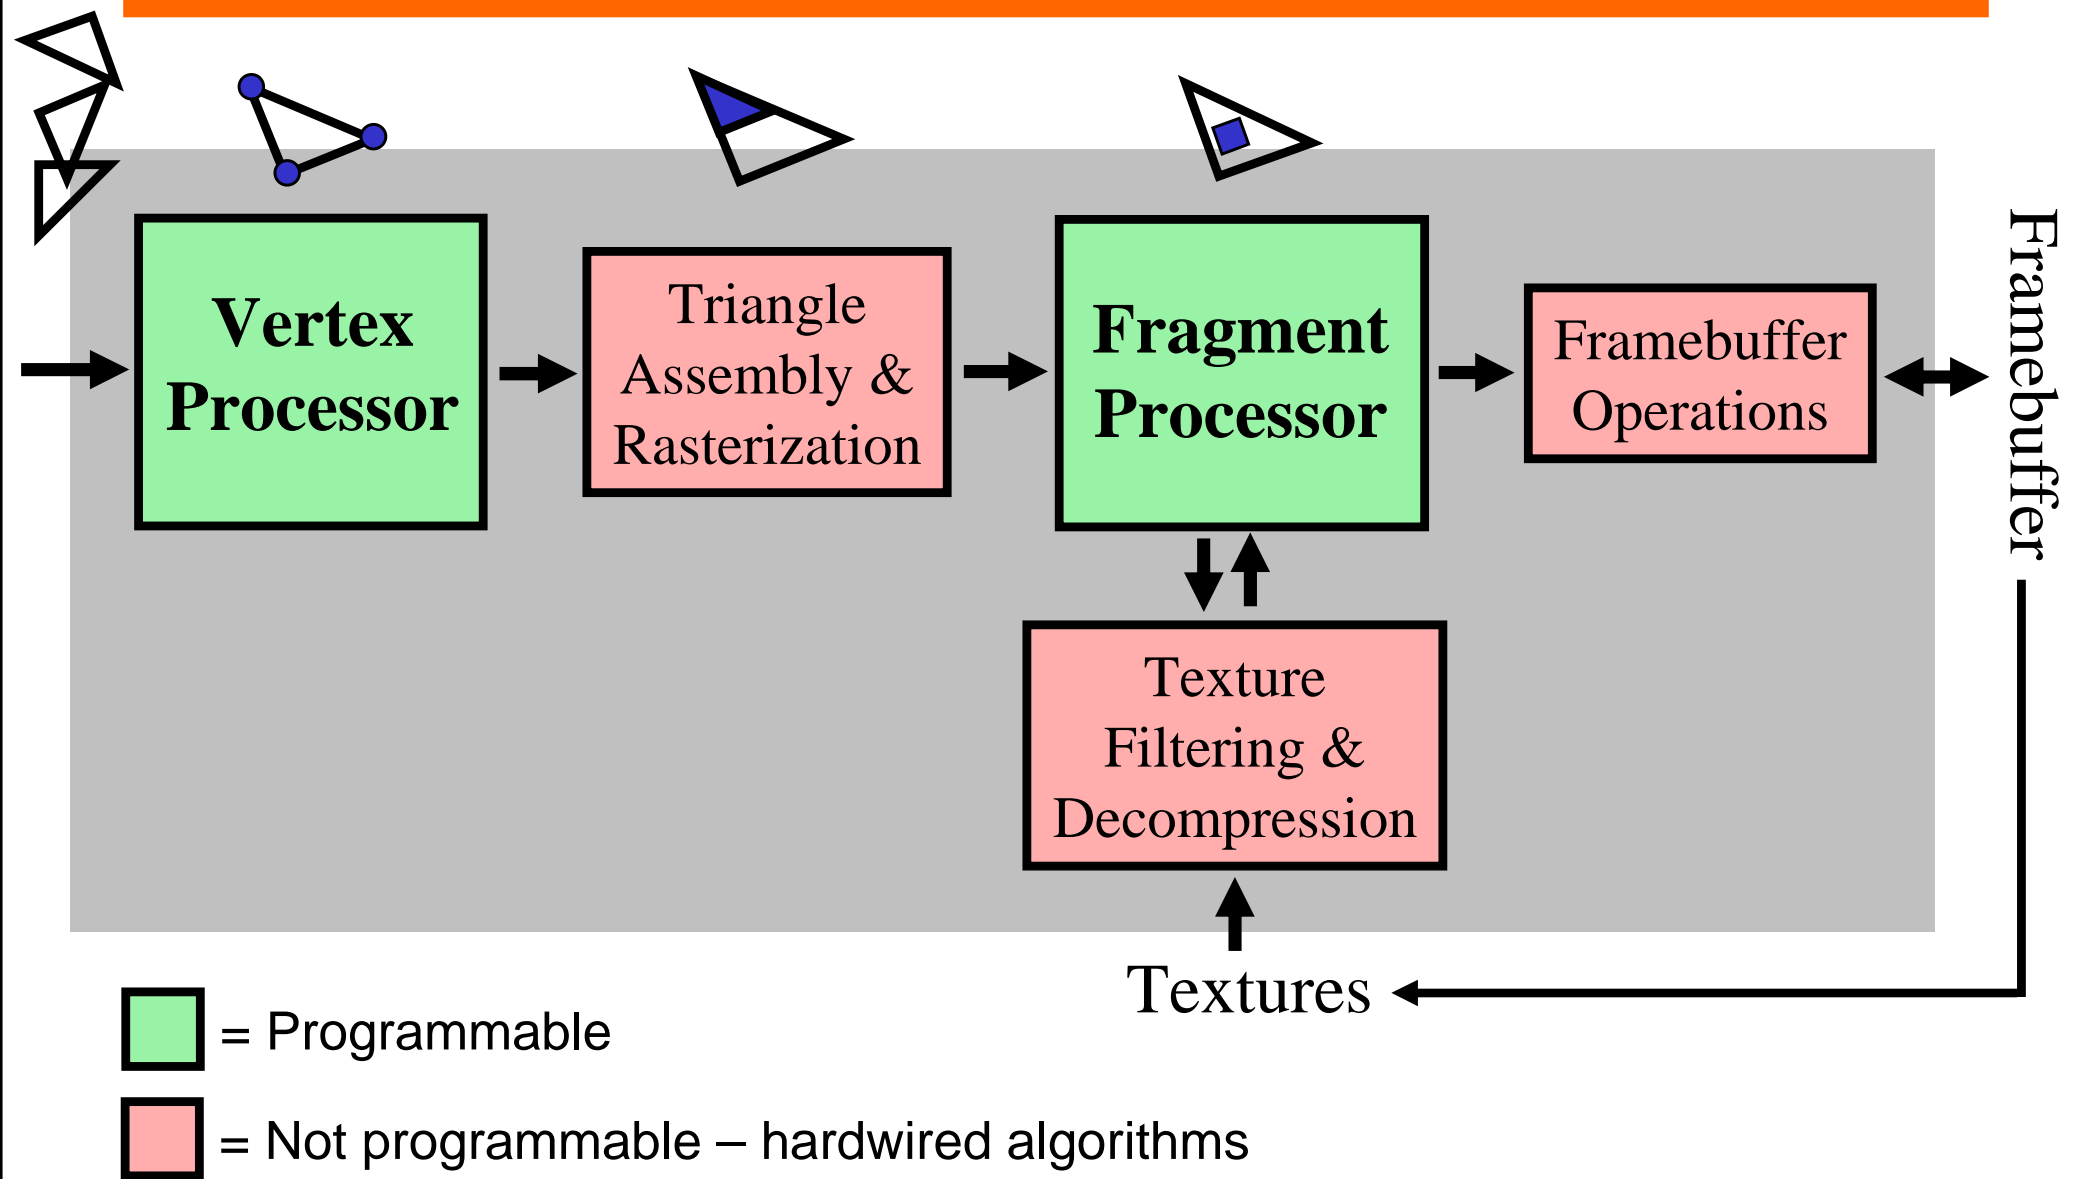 Vertex
Processor
Triangle
Assembly &
Rasterization
Fragment
Processor
Framebuffer
Operations
Framebuffer
Texture
Filtering &
Decompression
Textures
= Programmable
= Not programmable – hardwired algorithms